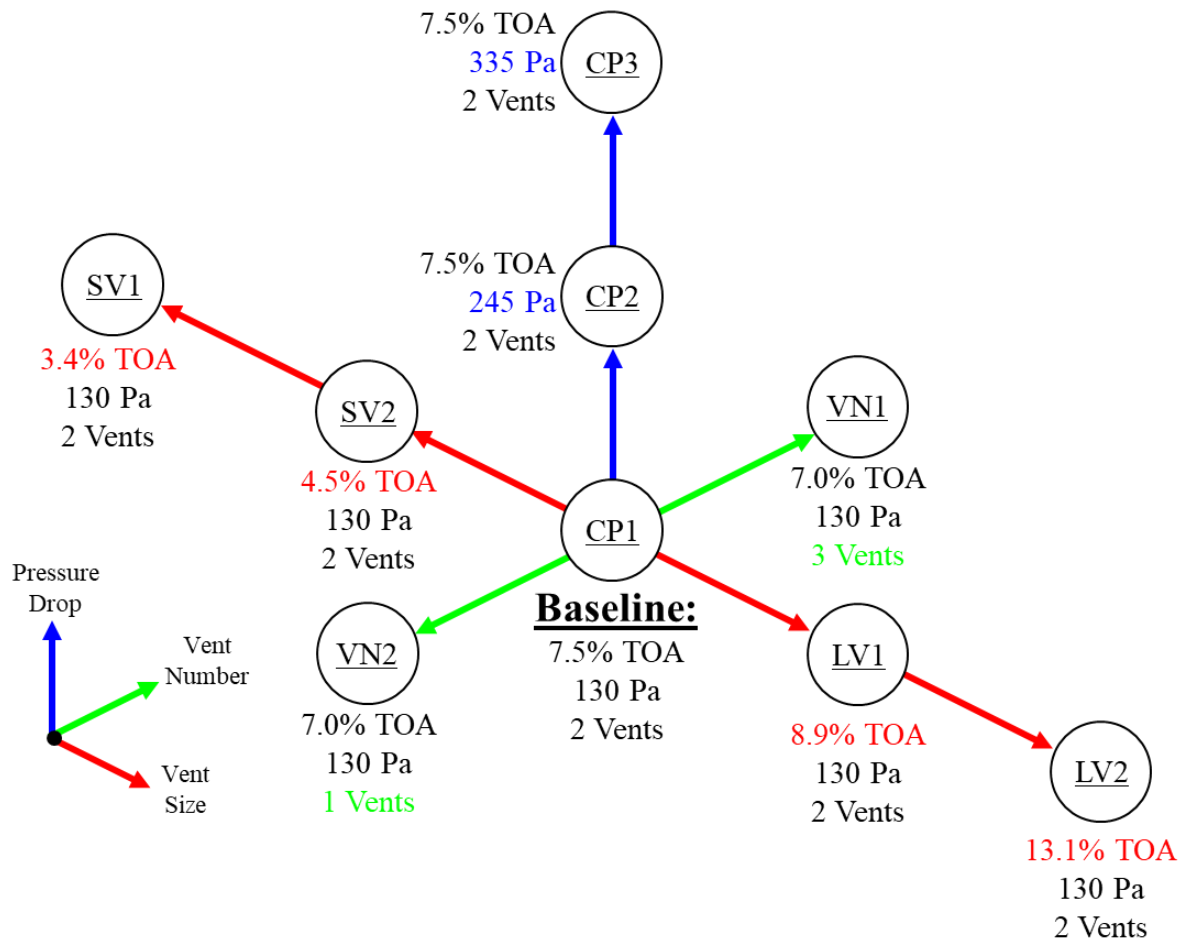 7.5% TOA
335 Pa
2 Vents
CP3
SV1
3.4% TOA
130 Pa
2 Vents
7.5% TOA
245 Pa
2 Vents
CP2
SV2
4.5% TOA
130 Pa
2 Vents
VN1
7.0% TOA
130 Pa
3 Vents
CP1
Baseline:
7.5% TOA
130 Pa
2 Vents
Pressure
Drop
Vent
Number
Vent
Size
VN2
7.0% TOA
130 Pa
1 Vents
LV1
8.9% TOA
130 Pa
2 Vents
LV2
13.1% TOA
130 Pa
2 Vents